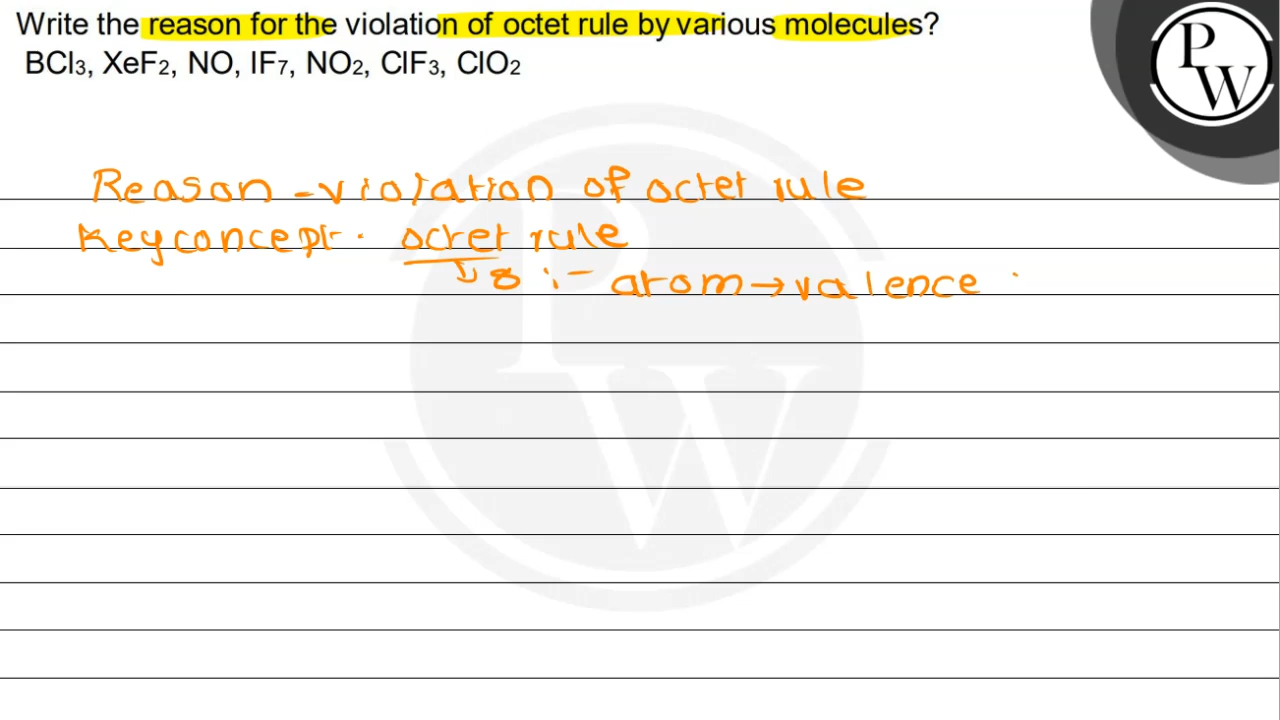 Write the reason for the violation of octet rule by various molecules?
BCl₃, XeF₂, NO, IF₇, NO₂, ClF₃, ClO₂
P
W
Reason - violation of octet rule
Key concept. octet rule
↳ 8 :- atom → valence
P
W